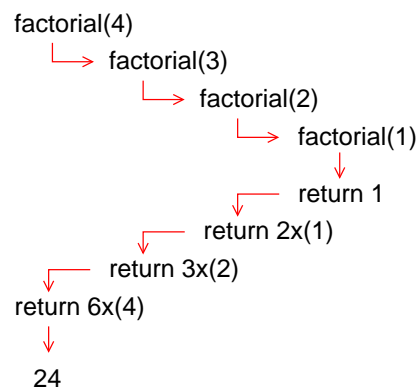 factorial(4)
factorial(3)
factorial(2)
factorial(1)
return 1
return 2x(1)
return 3x(2)
return 6x(4)
24